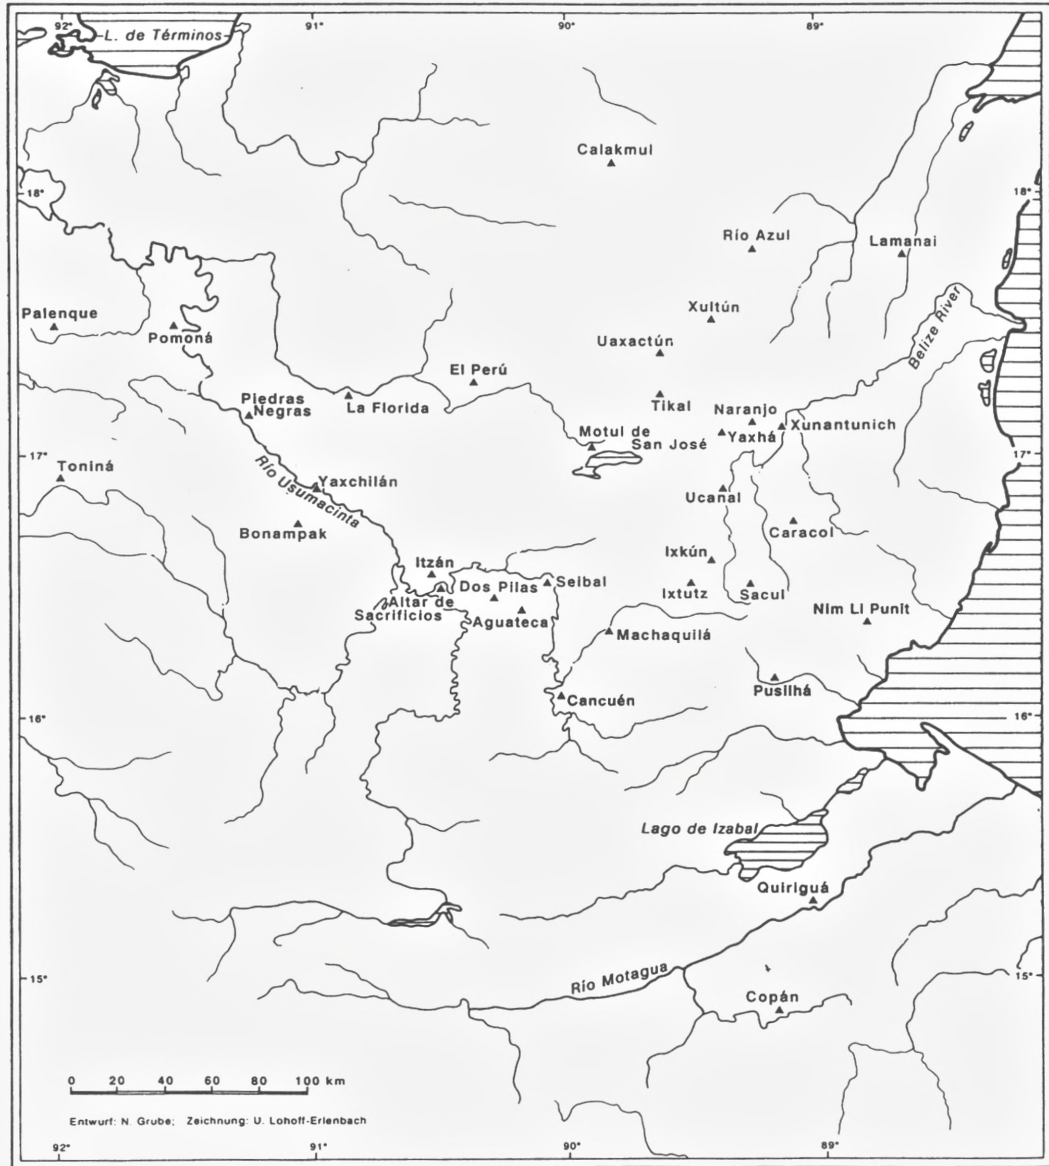 92° 91° 90° 89°
L. de Términos
Calakmul
18° 18°
Río Azul
Lamanai
Xultún
Belize River
Palenque
Pomoná
Uaxactún
El Perú
Tikal
La Florida
Piedras
Negras
Naranjo
Xunantunich
Yaxhá
Motul de
San José
17° 17°
Toniná
Río Usumacinta
Yaxchilán
Ucanal
Bonampak
Caracol
Ixkún
Itzán
Dos Pilas
Seibal
Ixtutz
Sacul
Altar de
Sacrificios
Aguateca
Nim Li Punit
Machaquilá
Pusilhá
Cancuén
16° 16°
Lago de Izabal
Quiriguá
15° 15°
Río Motagua
Copán
0 20 40 60 80 100 km
Entwurf: N. Grube; Zeichnung: U. Lohoff-Erlenbach
92° 91° 90° 89°